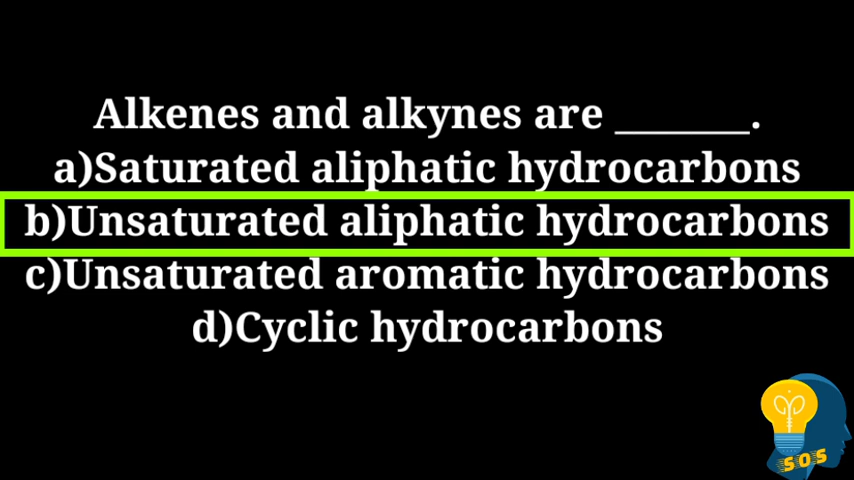 Alkenes and alkynes are _______.
a)Saturated aliphatic hydrocarbons
b)Unsaturated aliphatic hydrocarbons
c)Unsaturated aromatic hydrocarbons
d)Cyclic hydrocarbons
SOS